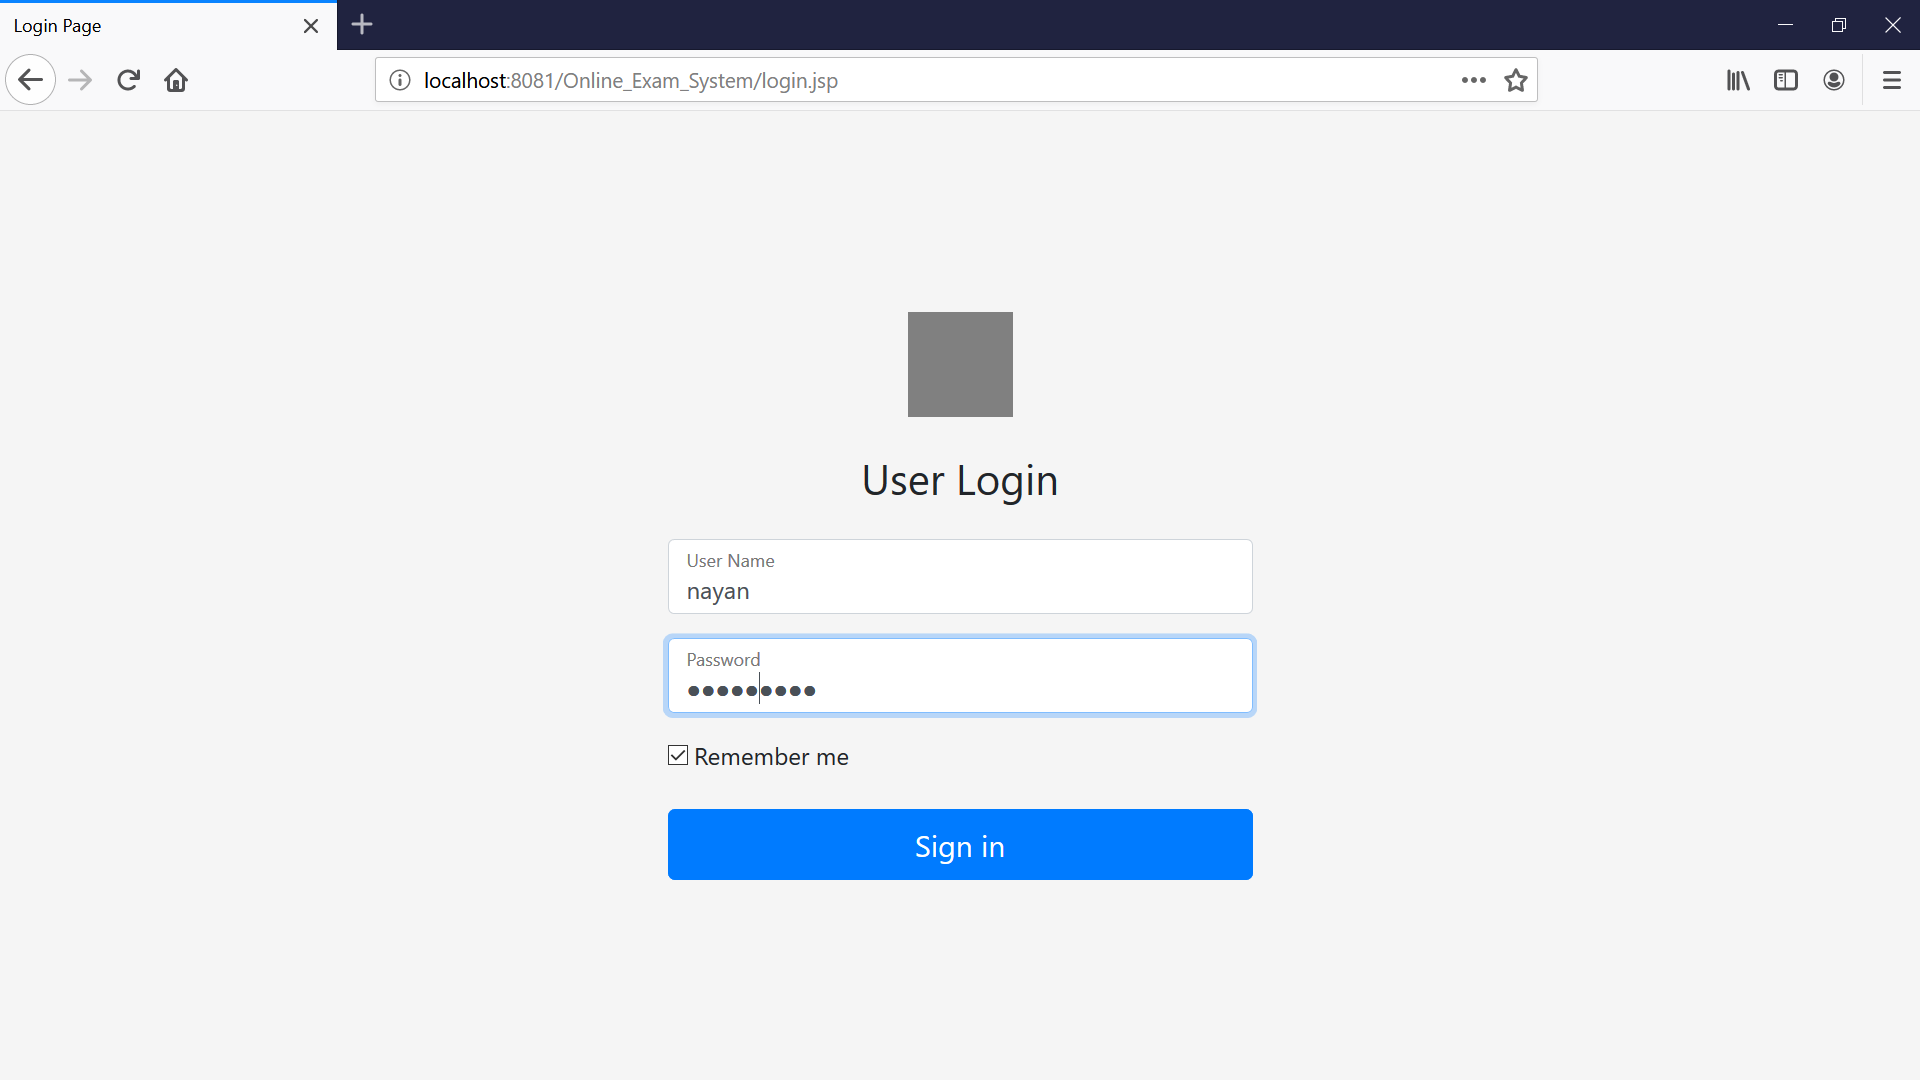 Login Page
localhost:8081/Online_Exam_System/login.jsp
User Login
User Name
nayan
Password
●●●●●●●●●
Remember me
Sign in